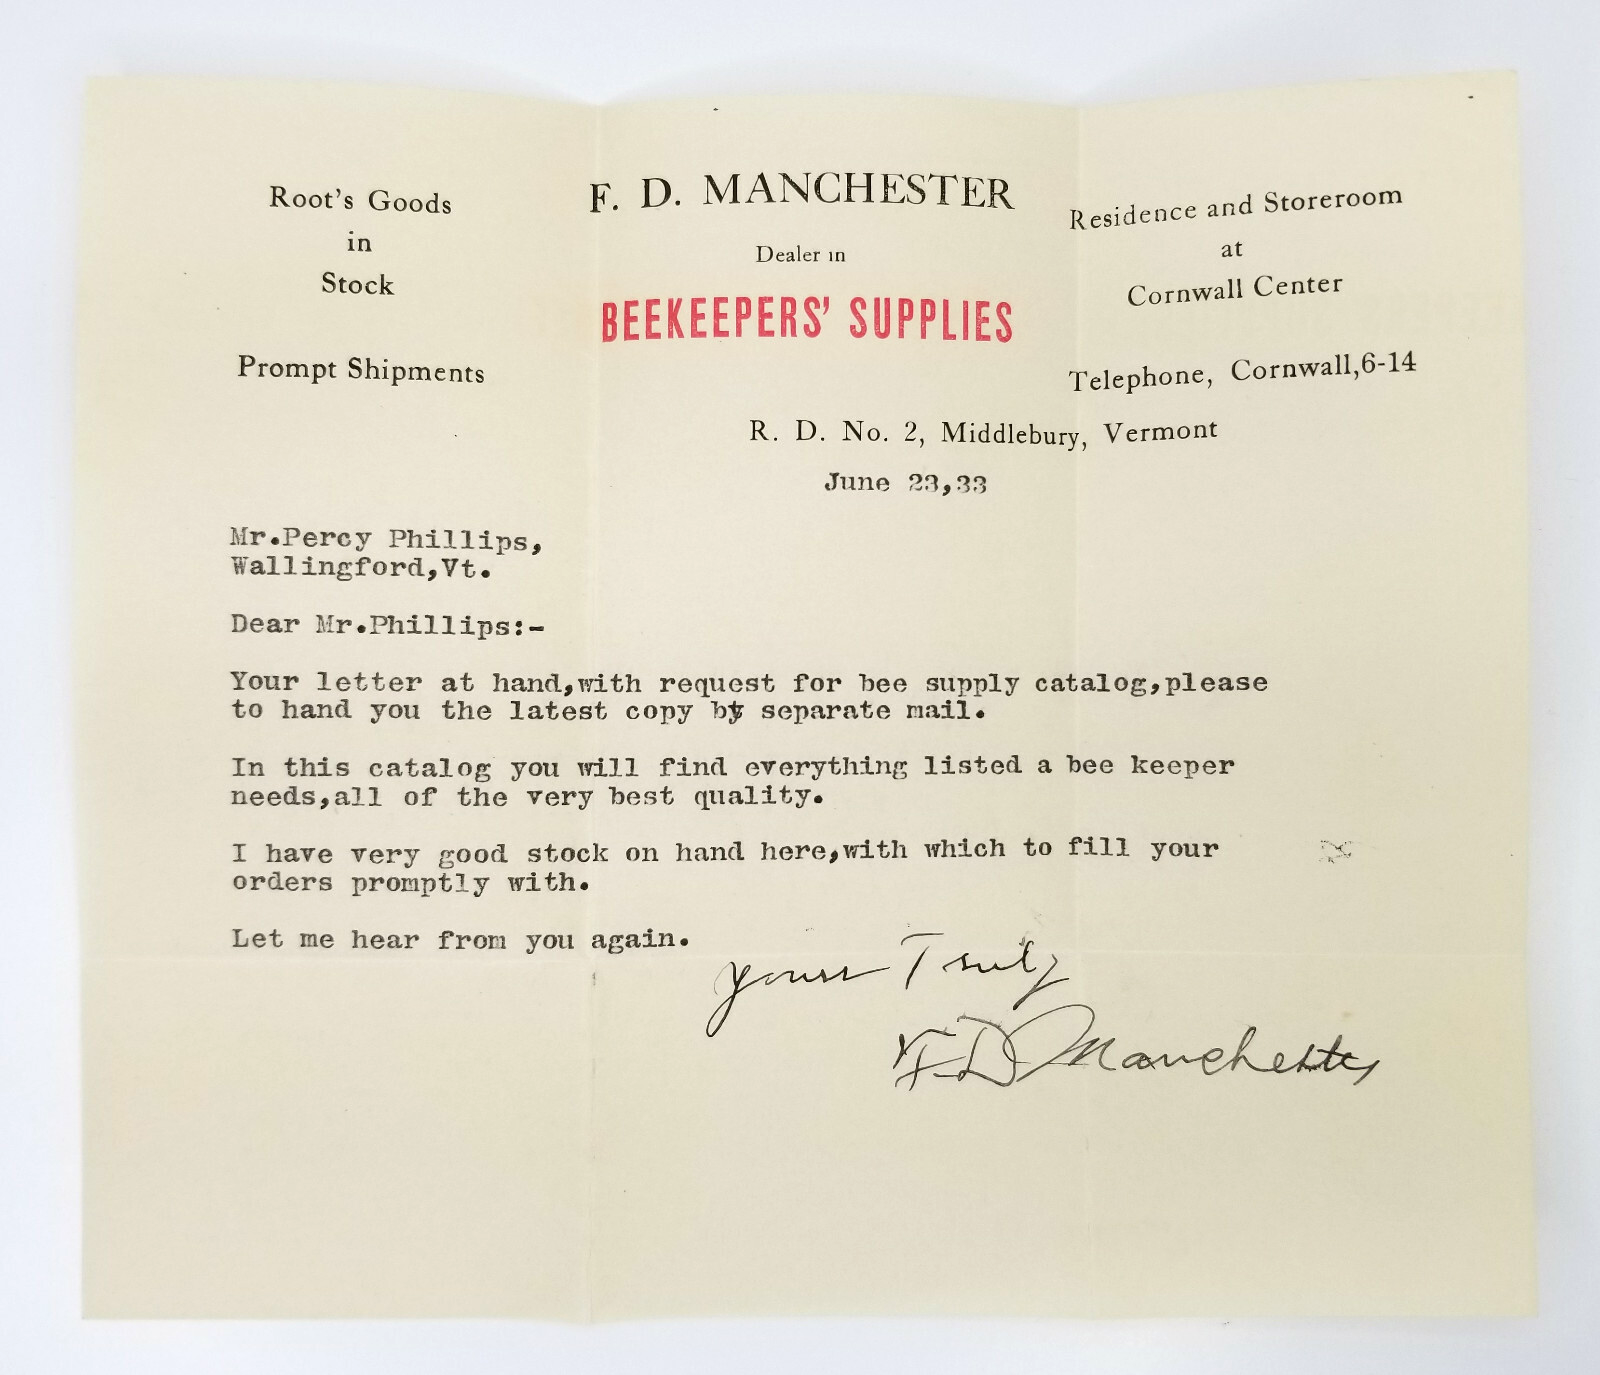 Root's Goods
in
Stock
Prompt Shipments
F. D. MANCHESTER
Dealer in
BEEKEEPERS' SUPPLIES
Residence and Storeroom
at
Cornwall Center
Telephone, Cornwall,6-14
R. D. No. 2, Middlebury, Vermont
June 23,33
Mr.Percy Phillips,
Wallingford,Vt.
Dear Mr.Phillips:-
Your letter at hand,with request for bee supply catalog,please
to hand you the latest copy by separate mail.
In this catalog you will find everything listed a bee keeper
needs,all of the very best quality.
I have very good stock on hand here,with which to fill your
orders promptly with.
Let me hear from you again.
Yours Truly
F D Manchester